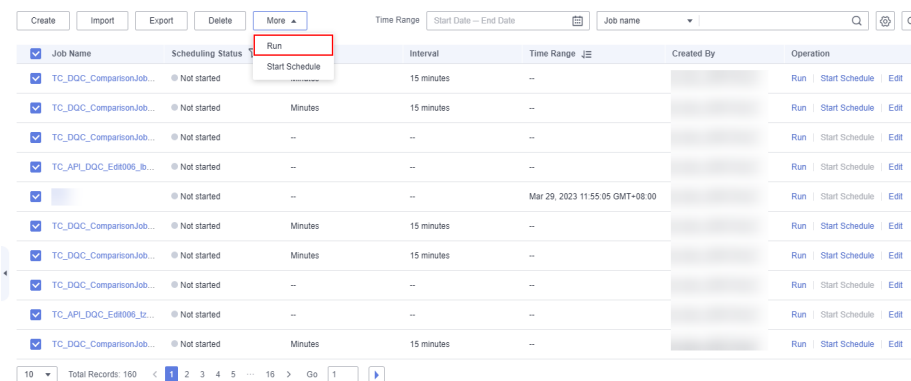 Create Import Export Delete More Time Range Start Date – End Date Job name
Run
Start Schedule
Job Name Scheduling Status Interval Time Range Created By Operation
TC_DQC_ComparisonJob... Not started 15 minutes -- Run Start Schedule Edit
TC_DQC_ComparisonJob... Not started Minutes 15 minutes -- Run Start Schedule Edit
TC_DQC_ComparisonJob... Not started -- -- -- Run Start Schedule Edit
TC_API_DQC_Edit006_lb... Not started -- -- -- Run Start Schedule Edit
Not started -- -- Mar 29, 2023 11:55:05 GMT+08:00 Run Start Schedule Edit
TC_DQC_ComparisonJob... Not started Minutes 15 minutes -- Run Start Schedule Edit
TC_DQC_ComparisonJob... Not started Minutes 15 minutes -- Run Start Schedule Edit
TC_DQC_ComparisonJob... Not started -- -- -- Run Start Schedule Edit
TC_API_DQC_Edit006_tz... Not started -- -- -- Run Start Schedule Edit
TC_DQC_ComparisonJob... Not started Minutes 15 minutes -- Run Start Schedule Edit
10 Total Records: 160 < 1 2 3 4 5 ... 16 > Go 1